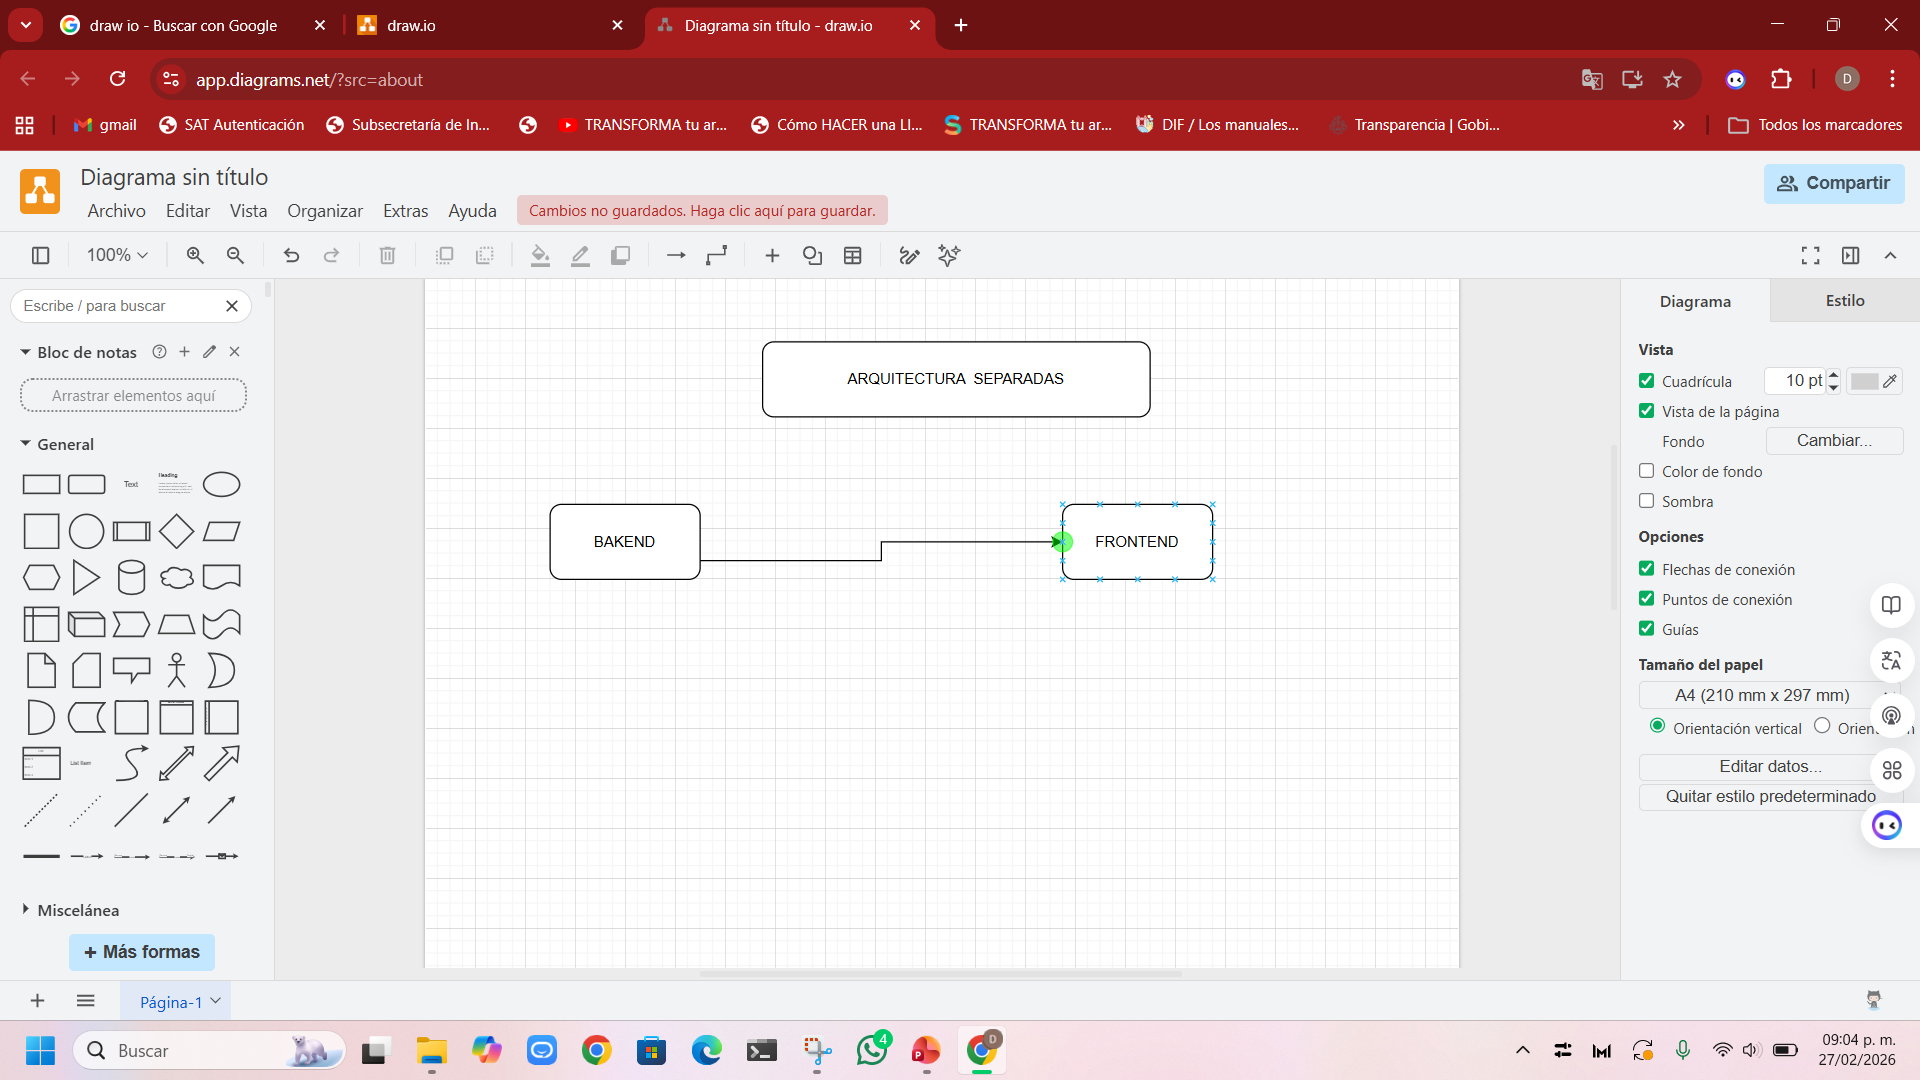 draw io - Buscar con Google
draw.io
Diagrama sin título - draw.io
app.diagrams.net/?src=about
D
gmail
SAT Autenticación
Subsecretaría de In...
TRANSFORMA tu ar...
Cómo HACER una LI...
TRANSFORMA tu ar...
DIF / Los manuales...
Transparencia | Gobi...
Todos los marcadores
Diagrama sin título
Compartir
Archivo
Editar
Vista
Organizar
Extras
Ayuda
Cambios no guardados. Haga clic aquí para guardar.
100%
Escribe / para buscar
Bloc de notas
Arrastrar elementos aquí
General
Text
Heading
List Item
Miscelánea
+ Más formas
ARQUITECTURA SEPARADAS
BAKEND
FRONTEND
Diagrama
Estilo
Vista
Cuadrícula
10 pt
Vista de la página
Fondo
Cambiar...
Color de fondo
Sombra
Opciones
Flechas de conexión
Puntos de conexión
Guías
Tamaño del papel
A4 (210 mm x 297 mm)
Orientación vertical
Editar datos...
Quitar estilo predeterminado
Página-1
Buscar
4
D
09:04 p. m.
27/02/2026